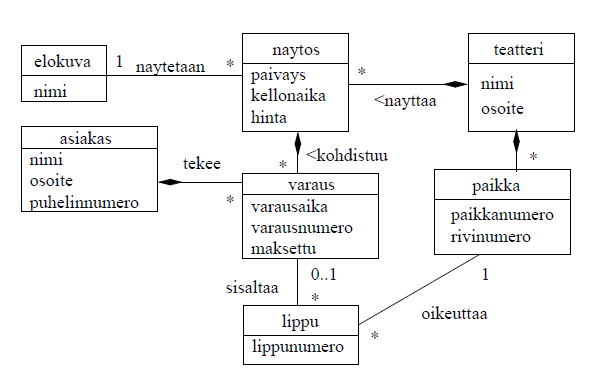 elokuva
nimi
1
naytetaan
*
naytos
paivays
kellonaika
hinta
*
<nayttaa
teatteri
nimi
osoite
asiakas
nimi
osoite
puhelinnumero
tekee
*
*
<kohdistuu
varaus
varausaika
varausnumero
maksettu
*
paikka
paikkanumero
rivinumero
sisaltaa
0..1
*
lippu
lippunumero
1
oikeuttaa
*